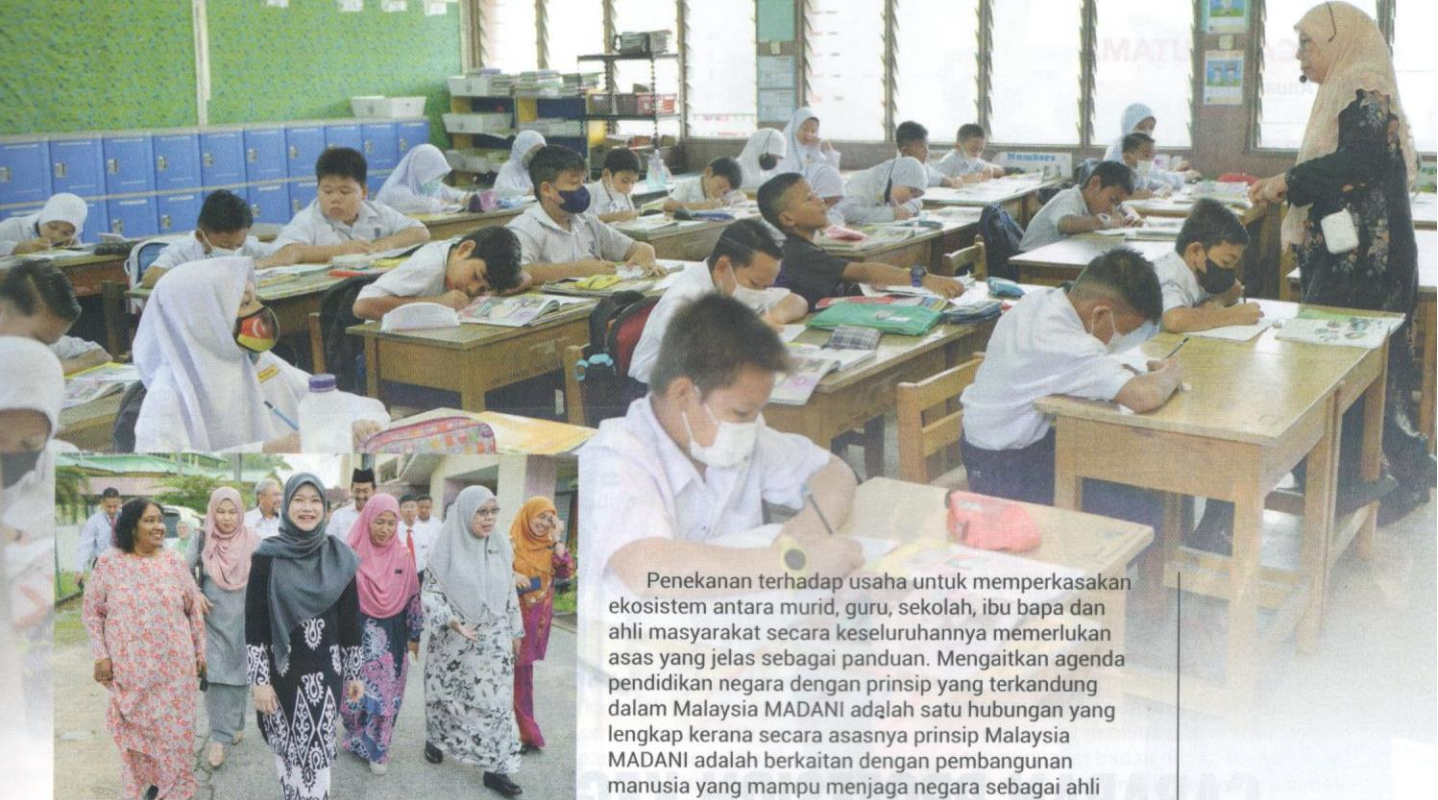 Numbers
Penekanan terhadap usaha untuk memperkasakan
ekosistem antara murid, guru, sekolah, ibu bapa dan
ahli masyarakat secara keseluruhannya memerlukan
asas yang jelas sebagai panduan. Mengaitkan agenda
pendidikan negara dengan prinsip yang terkandung
dalam Malaysia MADANI adalah satu hubungan yang
lengkap kerana secara asasnya prinsip Malaysia
MADANI adalah berkaitan dengan pembangunan
manusia yang mampu menjaga negara sebagai ahli